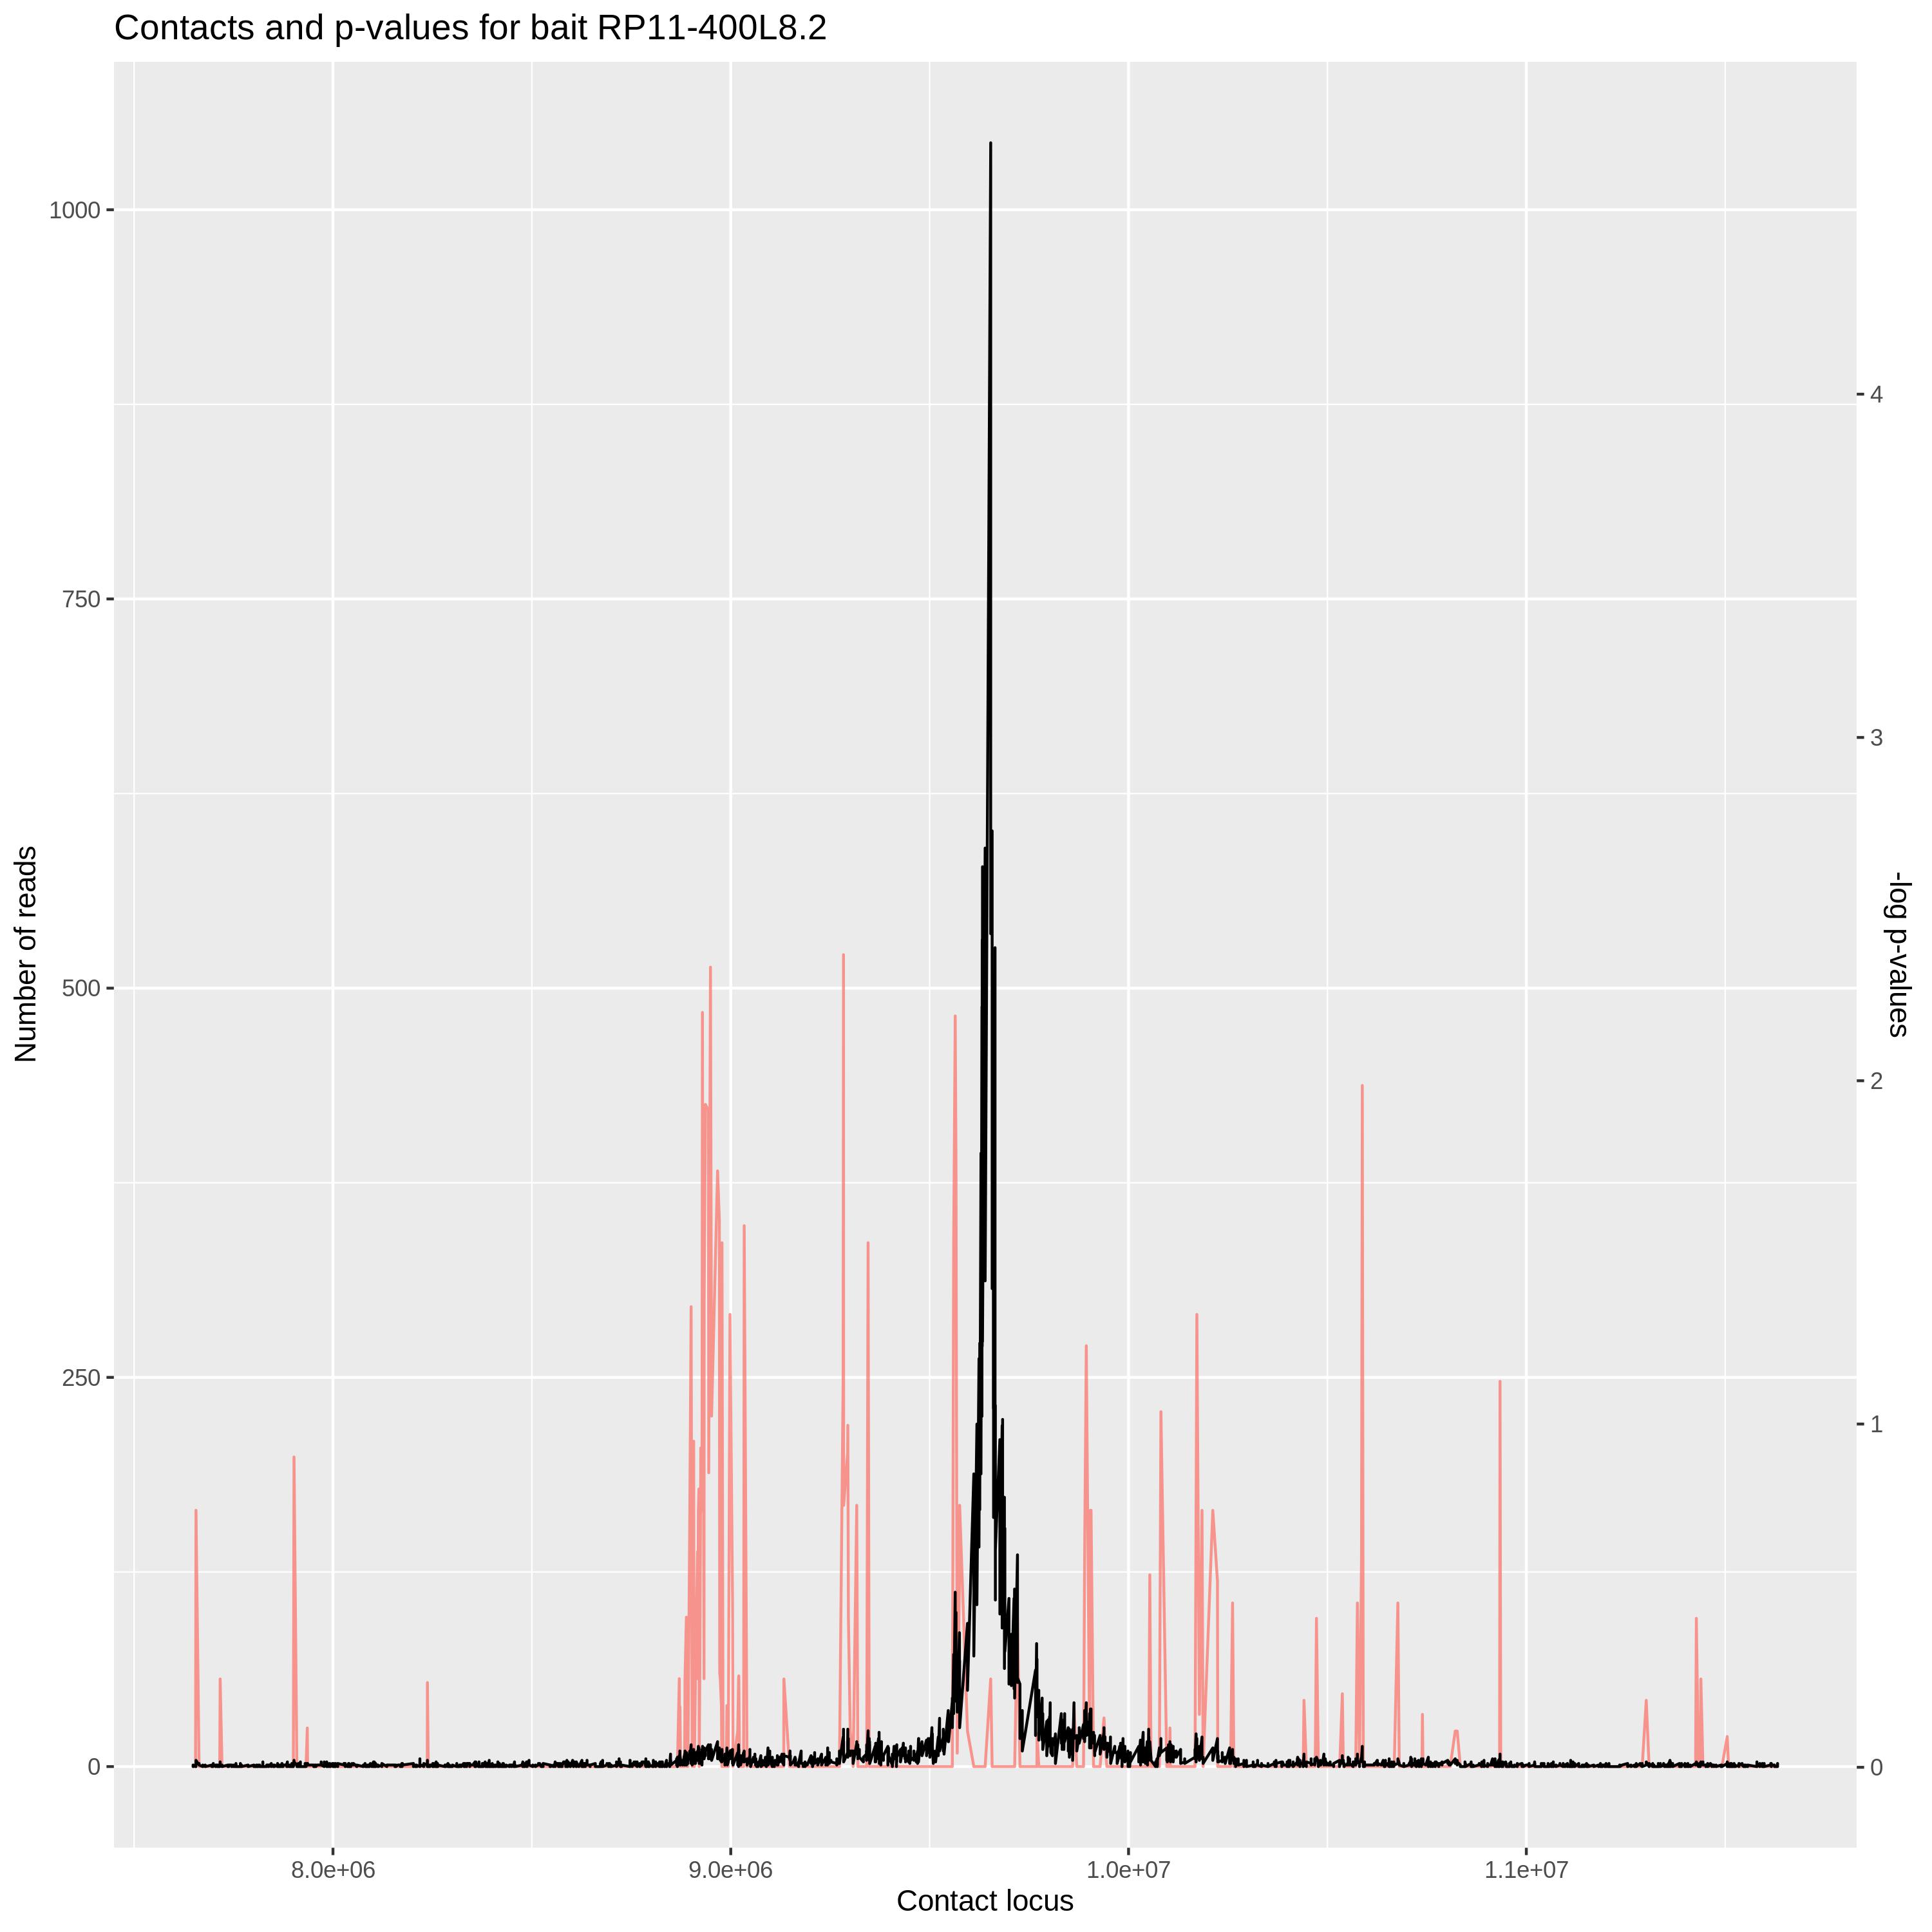 Contacts and p-values for bait RP11-400L8.2
1000
750
500
250
0
Number of reads
4
3
2
1
0
-log p-values
8.0e+06
9.0e+06
1.0e+07
1.1e+07
Contact locus